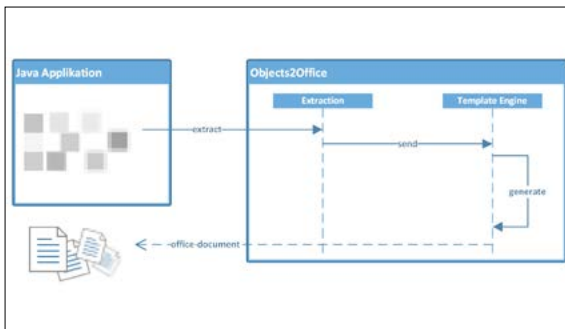 Java Applikation
Objects2Office
Extraction
Template Engine
extract
send
generate
office document